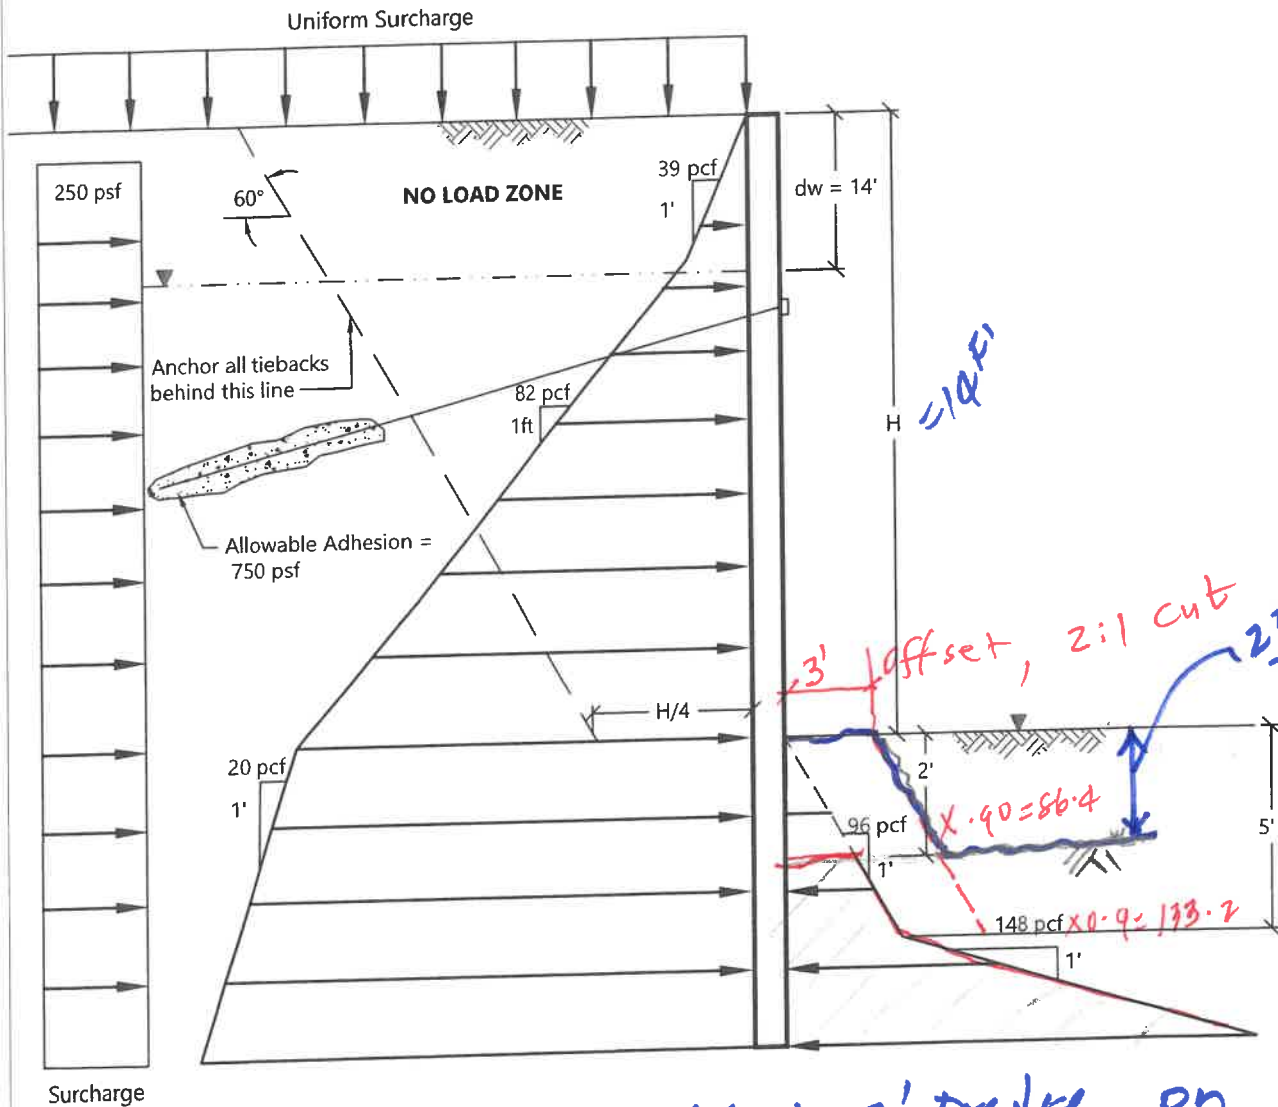 Uniform Surcharge
250 psf
60°
NO LOAD ZONE
39 pcf
1'
dw = 14'
Anchor all tiebacks
behind this line
82 pcf
1ft
H
Allowable Adhesion =
750 psf
3'
offset, 2:1 cut
H/4
2'
20 pcf
1'
96 pcf
X .90=86.4
1'
5'
148 pcf
X0.9=133.2
1'
Surcharge